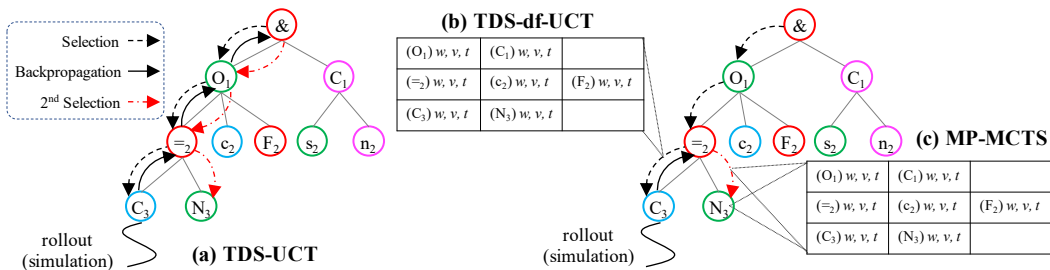 Selection
Backpropagation
2nd Selection
&
O1
C1
=2
c2
F2
s2
n2
C3
N3
rollout
(simulation)
(a) TDS-UCT
(b) TDS-df-UCT
(O1) w, v, t (C1) w, v, t
(=2) w, v, t (c2) w, v, t (F2) w, v, t
(C3) w, v, t (N3) w, v, t
&
O1
C1
=2
c2
F2
s2
n2
C3
N3
rollout
(simulation)
(c) MP-MCTS
(O1) w, v, t (C1) w, v, t
(=2) w, v, t (c2) w, v, t (F2) w, v, t
(C3) w, v, t (N3) w, v, t